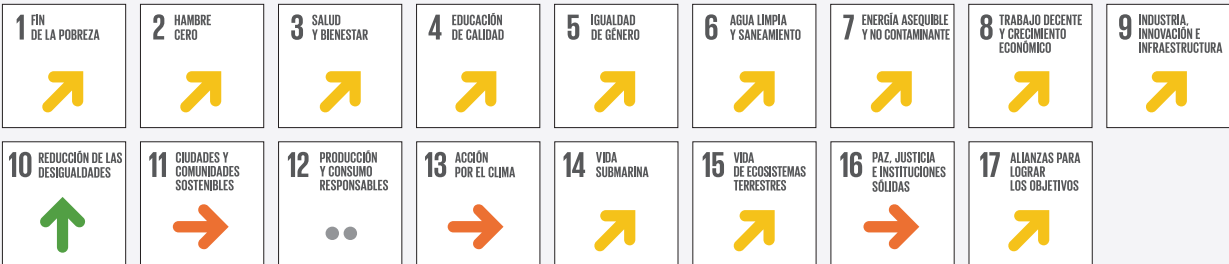 1 FIN
DE LA POBREZA
2 HAMBRE
CERO
3 SALUD
Y BIENESTAR
4 EDUCACIÓN
DE CALIDAD
5 IGUALDAD
DE GÉNERO
6 AGUA LIMPIA
Y SANEAMIENTO
7 ENERGÍA ASEQUIBLE
Y NO CONTAMINANTE
8 TRABAJO DECENTE
Y CRECIMIENTO
ECONÓMICO
9 INDUSTRIA,
INNOVACIÓN E
INFRAESTRUCTURA
10 REDUCCIÓN DE LAS
DESIGUALDADES
11 CIUDADES Y
COMUNIDADES
SOSTENIBLES
12 PRODUCCIÓN
Y CONSUMO
RESPONSABLES
13 ACCIÓN
POR EL CLIMA
14 VIDA
SUBMARINA
15 VIDA
DE ECOSISTEMAS
TERRESTRES
16 PAZ, JUSTICIA
E INSTITUCIONES
SÓLIDAS
17 ALIANZAS PARA
LOGRAR
LOS OBJETIVOS